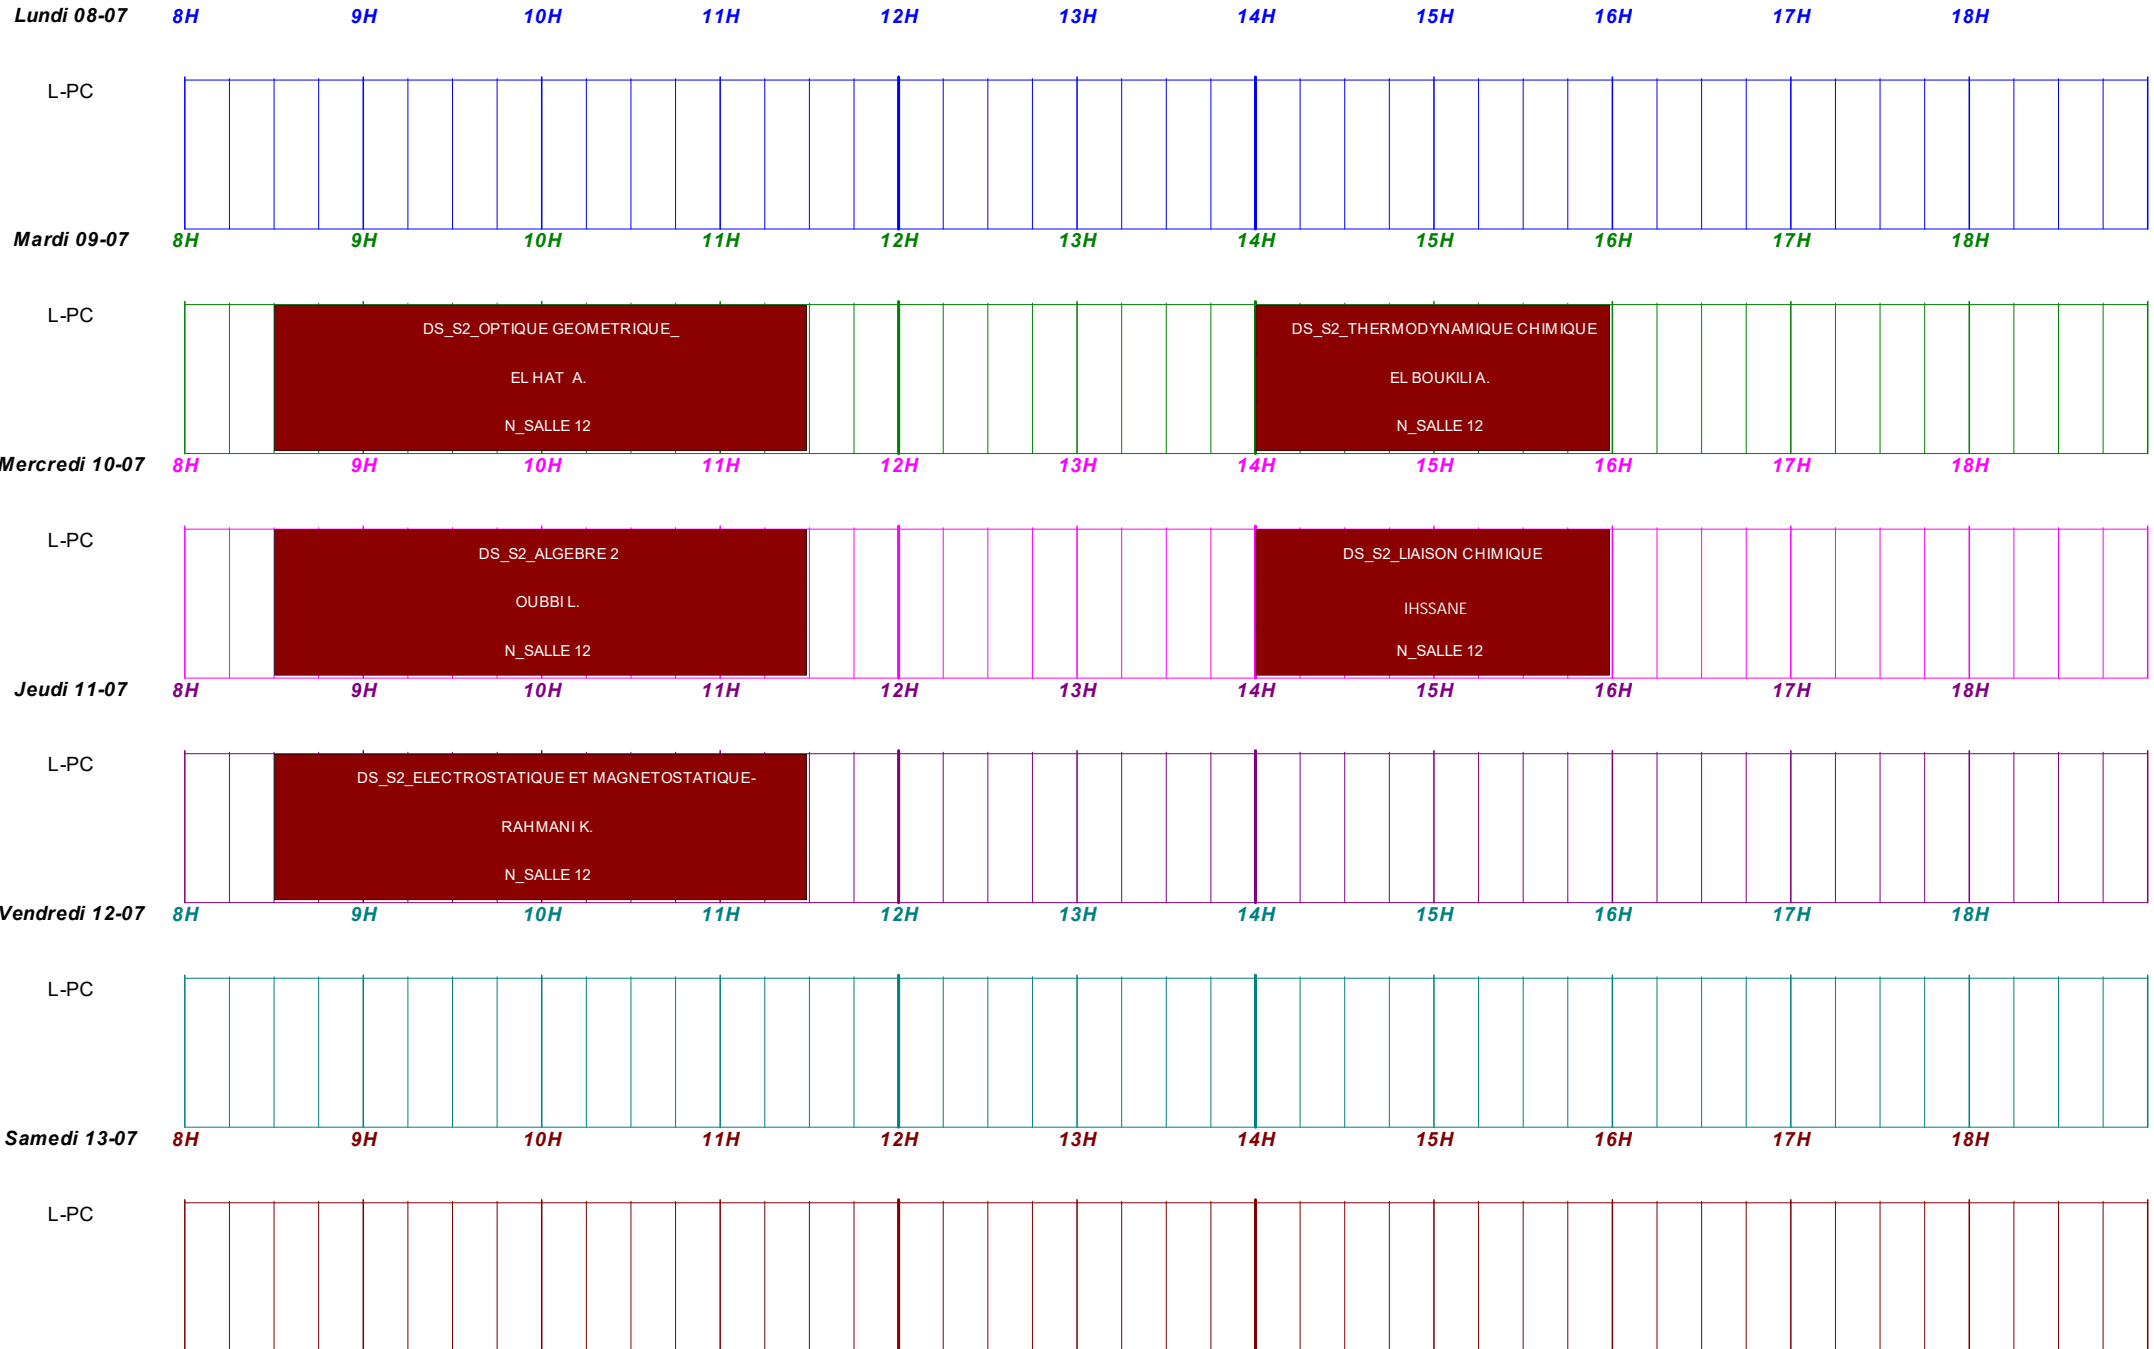 Lundi 08-07 8H 9H 10H 11H 12H 13H 14H 15H 16H 17H 18H
L-PC
Mardi 09-07 8H 9H 10H 11H 12H 13H 14H 15H 16H 17H 18H
L-PC
DS_S2_OPTIQUE GEOMETRIQUE_
EL HAT A.
N_SALLE 12
DS_S2_THERMODYNAMIQUE CHIMIQUE
EL BOUKILI A.
N_SALLE 12
Mercredi 10-07 8H 9H 10H 11H 12H 13H 14H 15H 16H 17H 18H
L-PC
DS_S2_ALGEBRE 2
OUBBI L.
N_SALLE 12
DS_S2_LIAISON CHIMIQUE
IHSSANE
N_SALLE 12
Jeudi 11-07 8H 9H 10H 11H 12H 13H 14H 15H 16H 17H 18H
L-PC
DS_S2_ELECTROSTATIQUE ET MAGNETOSTATIQUE-
RAHMANI K.
N_SALLE 12
Vendredi 12-07 8H 9H 10H 11H 12H 13H 14H 15H 16H 17H 18H
L-PC
Samedi 13-07 8H 9H 10H 11H 12H 13H 14H 15H 16H 17H 18H
L-PC